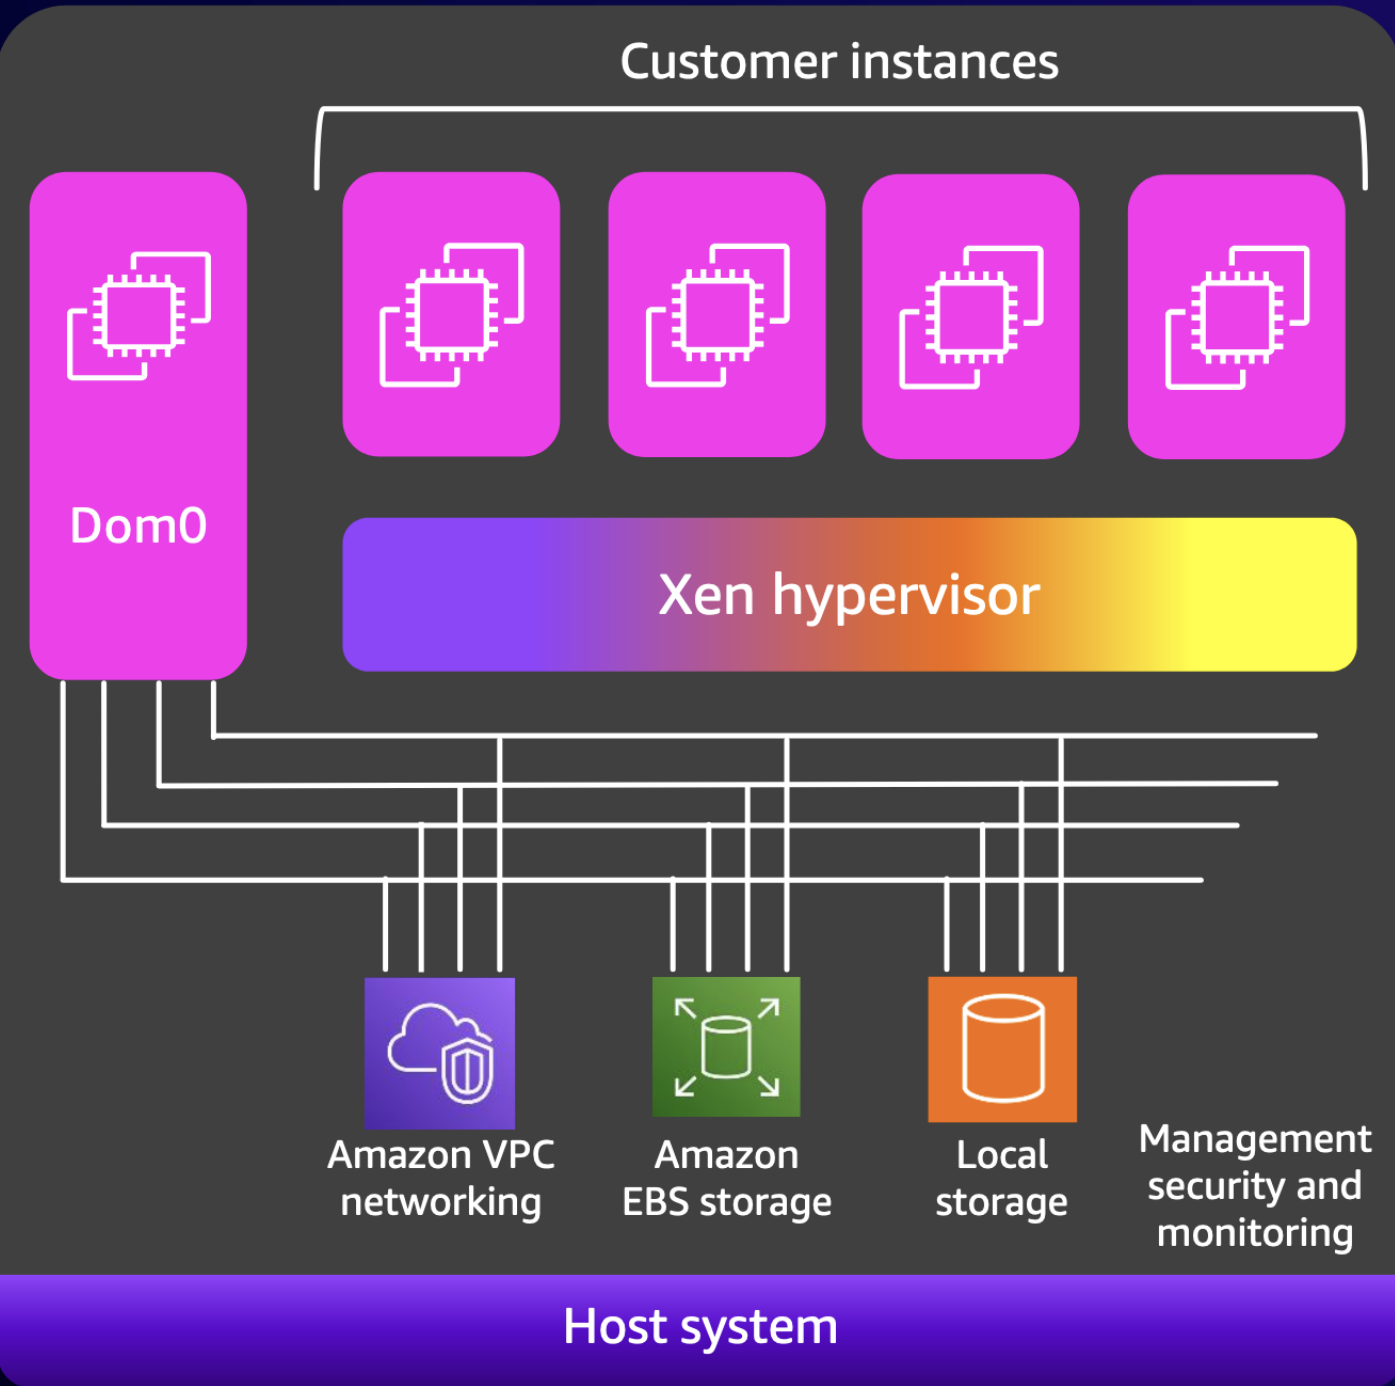 Customer instances
Dom0
Xen hypervisor
Amazon VPC
networking
Amazon
EBS storage
Local
storage
Management
security and
monitoring
Host system